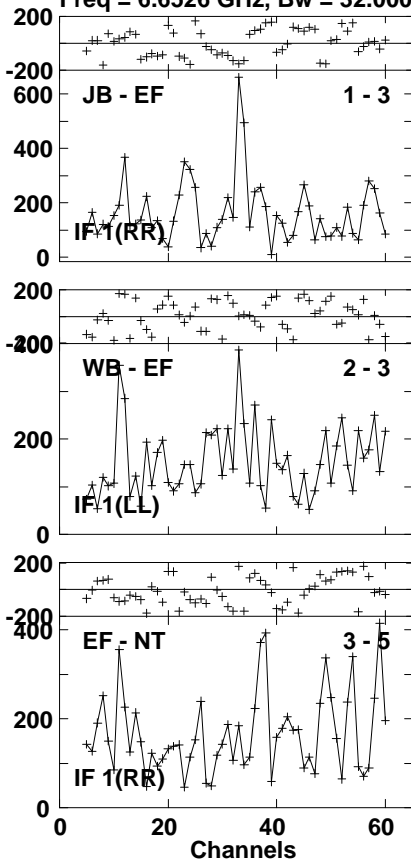 Freq = 6.6526 GHz, Bw = 32.000
200
-200
600
JB - EF 1 - 3
400
200
IF 1(RR)
0
200
-200
400
WB - EF 2 - 3
200
IF 1(LL)
0
200
-200
400
EF - NT 3 - 5
200
IF 1(RR)
0
0 20 40 60
Channels